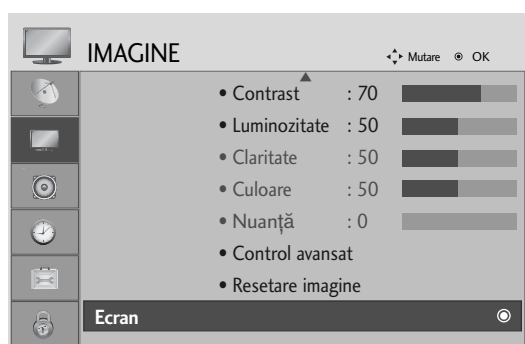 IMAGINE Mutare OK
• Contrast : 70
• Luminozitate : 50
• Claritate : 50
• Culoare : 50
• Nuanță : 0
• Control avansat
• Resetare imagine
Ecran